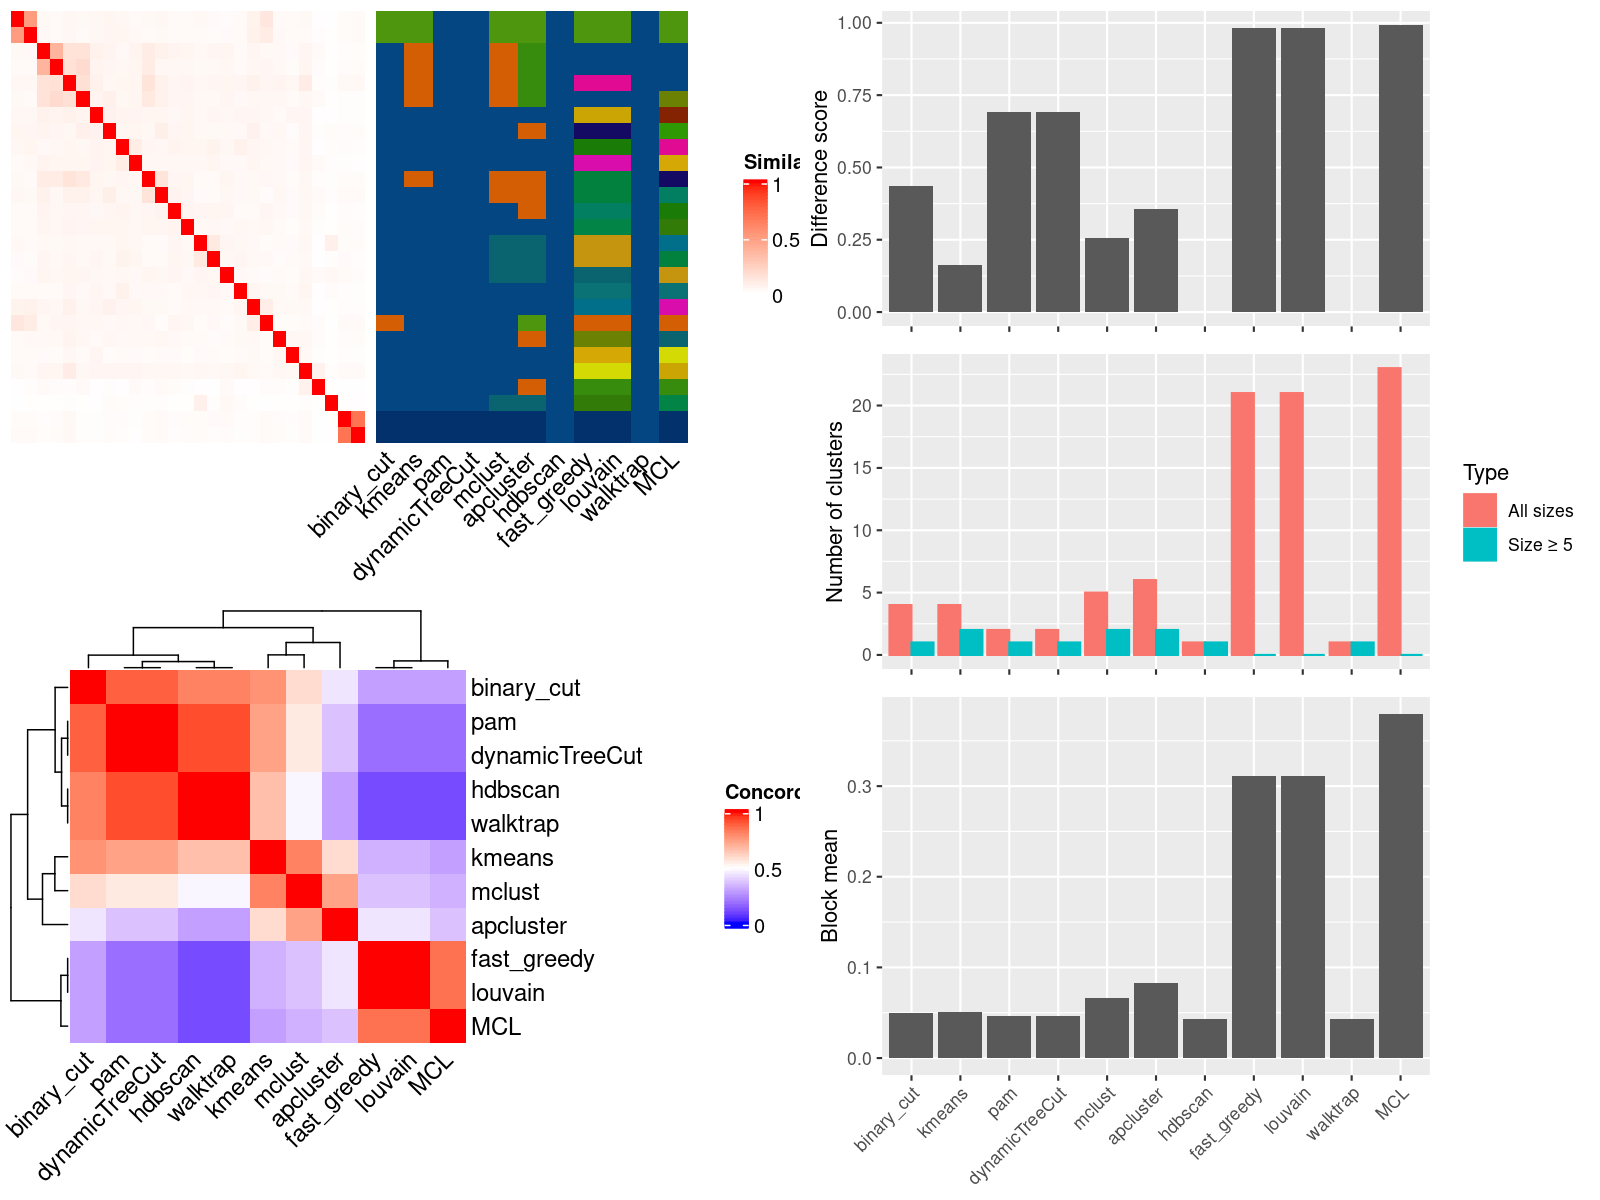 Simila
1
0.5
0
binary_cut
kmeans
pam
dynamicTreeCut
mclust
apcluster
hdbscan
fast_greedy
louvain
walktrap
MCL
binary_cut
pam
dynamicTreeCut
hdbscan
walktrap
kmeans
mclust
apcluster
fast_greedy
louvain
MCL
binary_cut
pam
dynamicTreeCut
hdbscan
walktrap
kmeans
mclust
apcluster
fast_greedy
louvain
MCL
Concord
1
0.5
0
Difference score
1.00
0.75
0.50
0.25
0.00
Number of clusters
20
15
10
5
0
Type
All sizes
Size ≥ 5
Block mean
0.3
0.2
0.1
0.0
binary_cut
kmeans
pam
dynamicTreeCut
mclust
apcluster
hdbscan
fast_greedy
louvain
walktrap
MCL